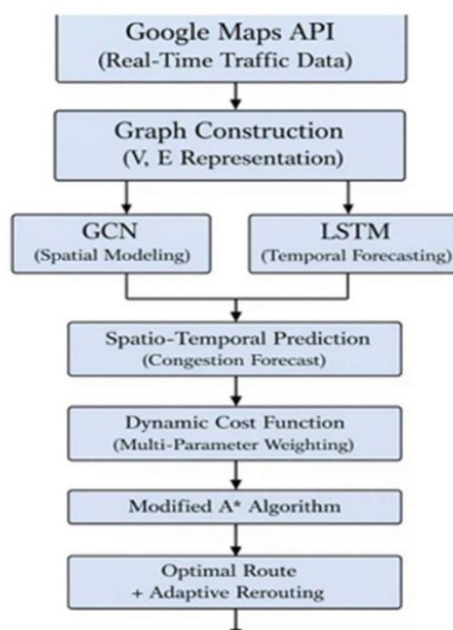 Google Maps API
(Real-Time Traffic Data)
Graph Construction
(V, E Representation)
GCN
(Spatial Modeling)
LSTM
(Temporal Forecasting)
Spatio-Temporal Prediction
(Congestion Forecast)
Dynamic Cost Function
(Multi-Parameter Weighting)
Modified A* Algorithm
Optimal Route
+ Adaptive Rerouting